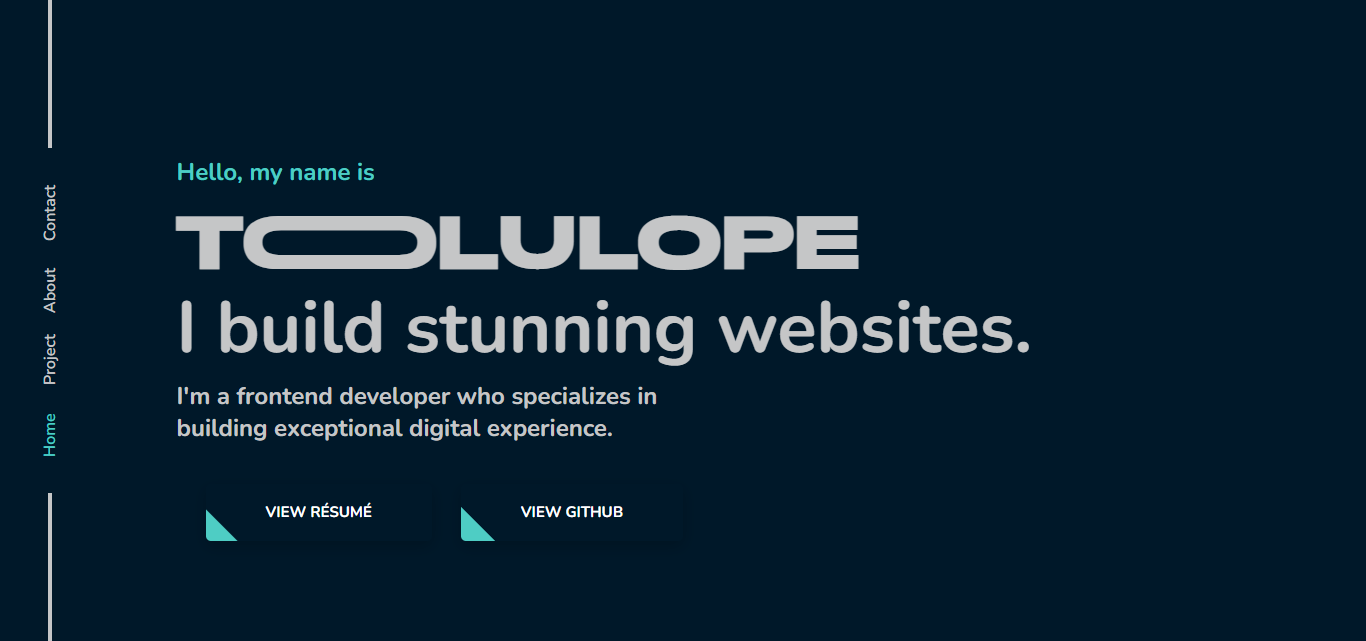 Contact
About
Project
Home
Hello, my name is
TOLULOPE
I build stunning websites.
I'm a frontend developer who specializes in
building exceptional digital experience.
VIEW RÉSUMÉ
VIEW GITHUB